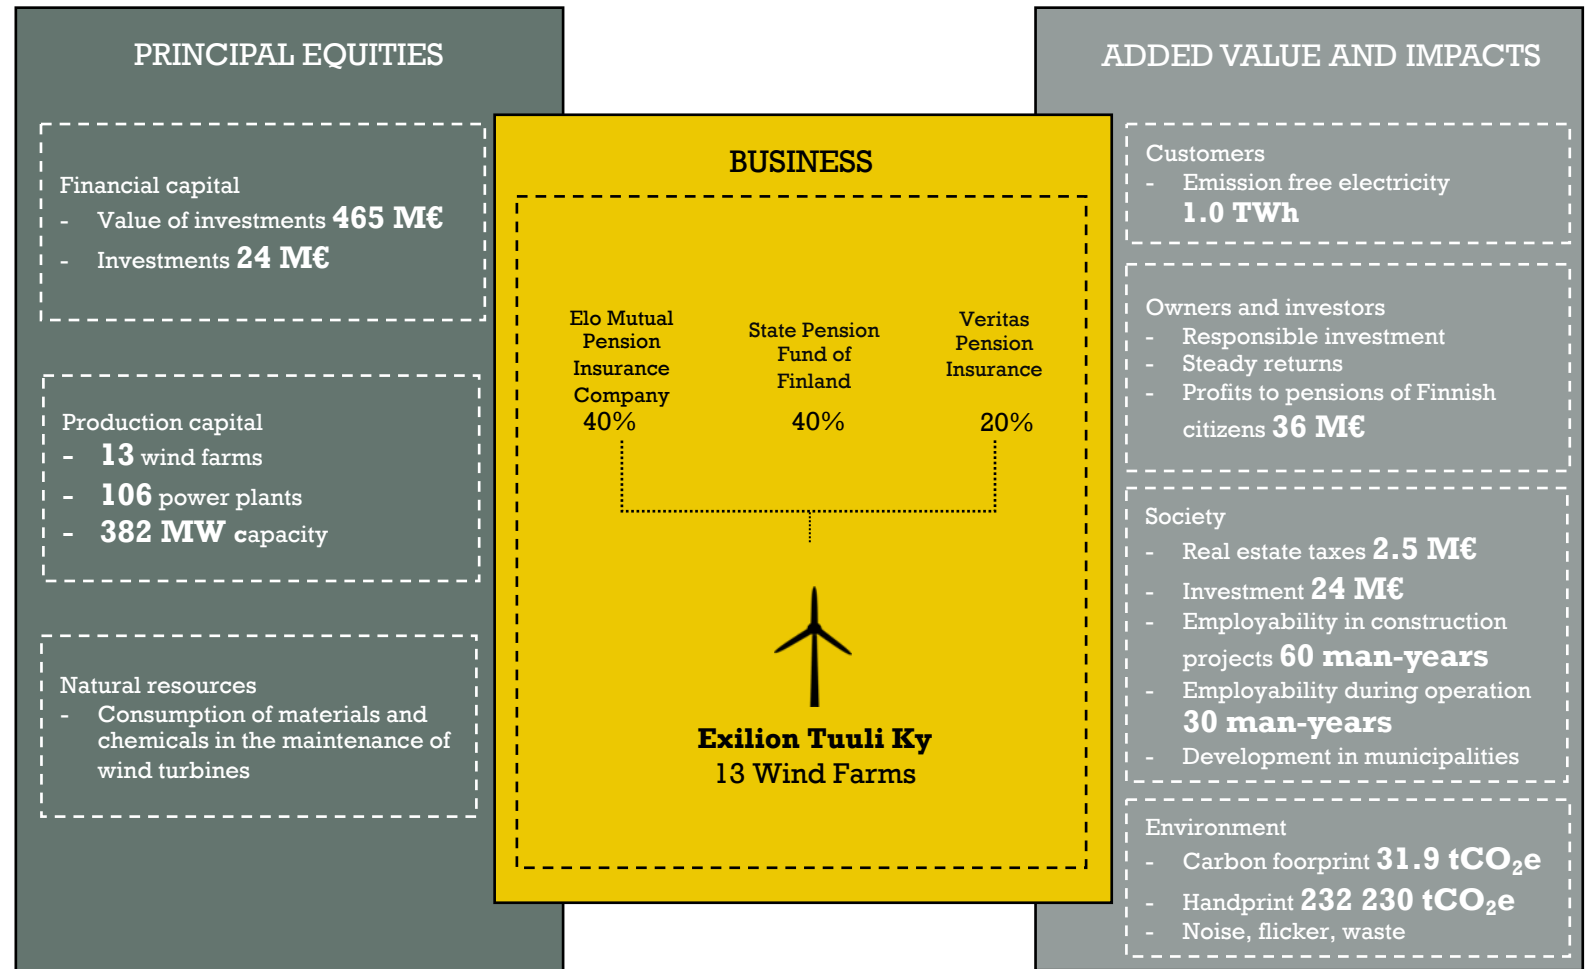 PRINCIPAL EQUITIES
Financial capital
- Value of investments 465 M€
- Investments 24 M€
Production capital
- 13 wind farms
- 106 power plants
- 382 MW capacity
Natural resources
- Consumption of materials and
chemicals in the maintenance of
wind turbines
BUSINESS
Elo Mutual
Pension
Insurance
Company
40%
State Pension
Fund of
Finland
40%
Veritas
Pension
Insurance
20%
Exilion Tuuli Ky
13 Wind Farms
ADDED VALUE AND IMPACTS
Customers
- Emission free electricity
1.0 TWh
Owners and investors
- Responsible investment
- Steady returns
- Profits to pensions of Finnish
citizens 36 M€
Society
- Real estate taxes 2.5 M€
- Investment 24 M€
- Employability in construction
projects 60 man-years
- Employability during operation
30 man-years
- Development in municipalities
Environment
- Carbon foorprint 31.9 tCO₂e
- Handprint 232 230 tCO₂e
- Noise, flicker, waste